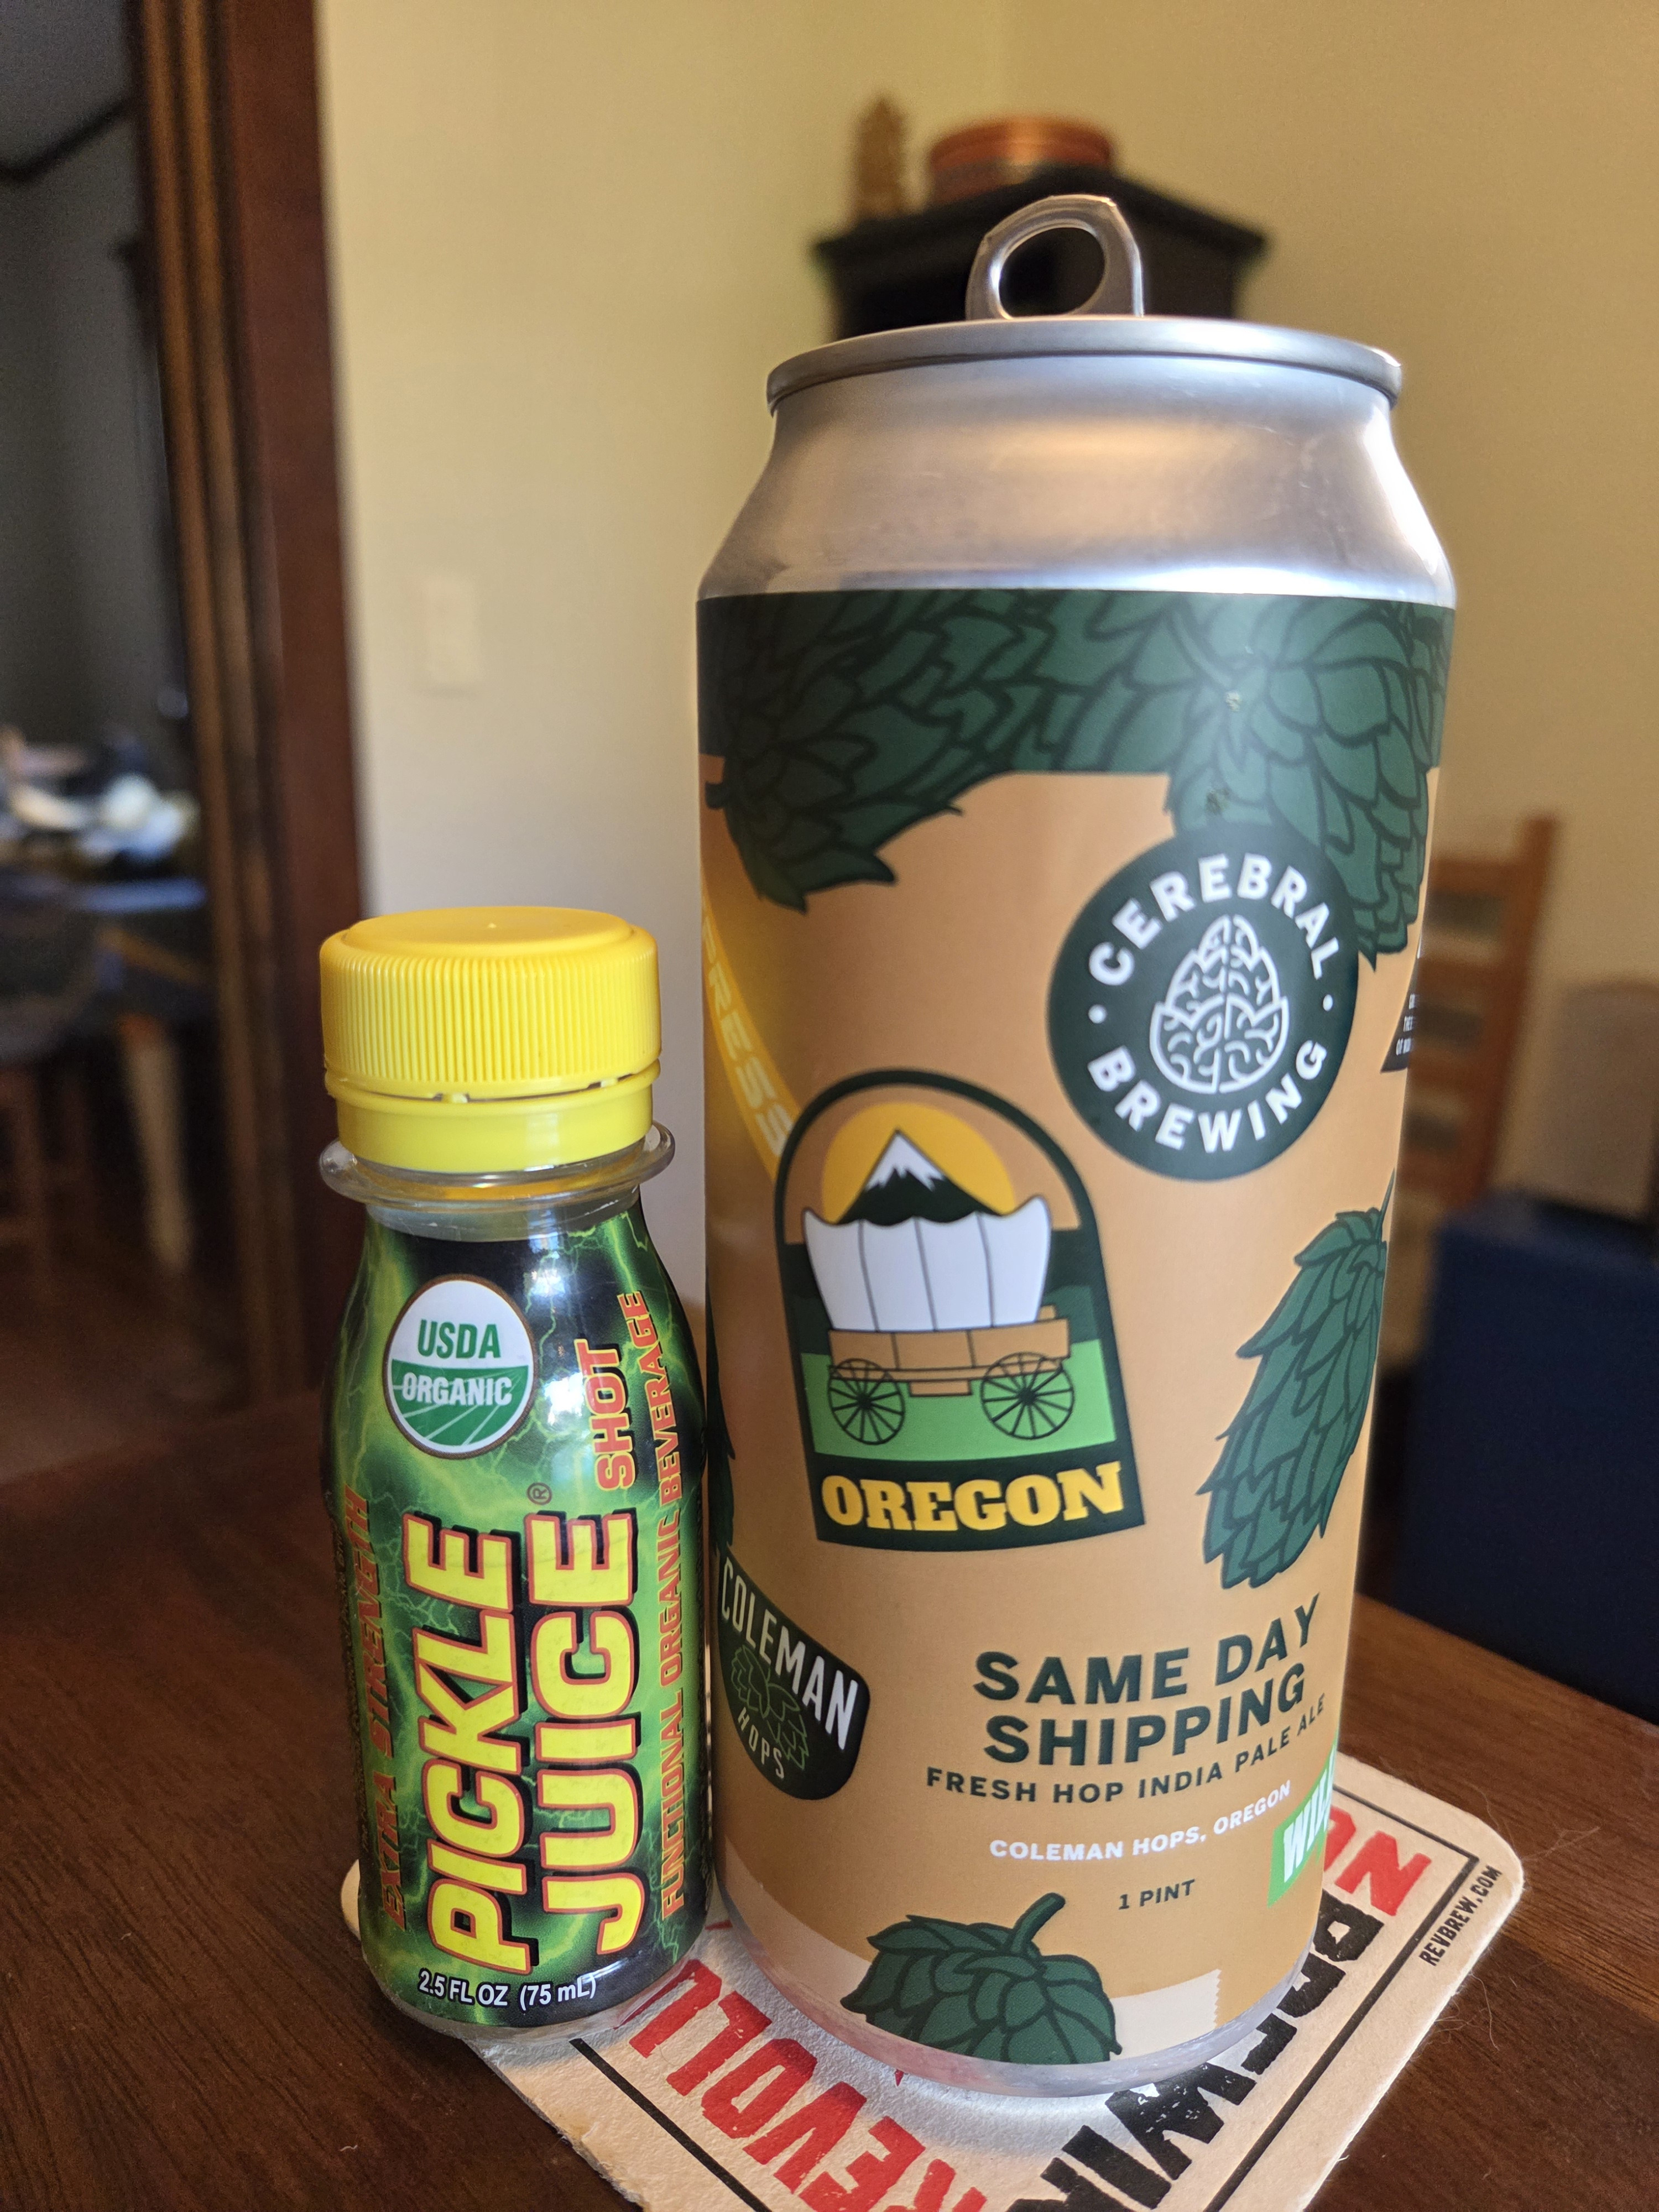 USDA
ORGANIC
EXTRA STRENGTH
PICKLE
JUICE®
SHOT
FUNCTIONAL ORGANIC BEVERAGE
2.5 FL OZ (75 mL)
CEREBRAL
BREWING
OREGON
COLEMAN
HOPS
SAME DAY
SHIPPING
FRESH HOP INDIA PALE ALE
COLEMAN HOPS, OREGON
1 PINT
REVBREW.COM